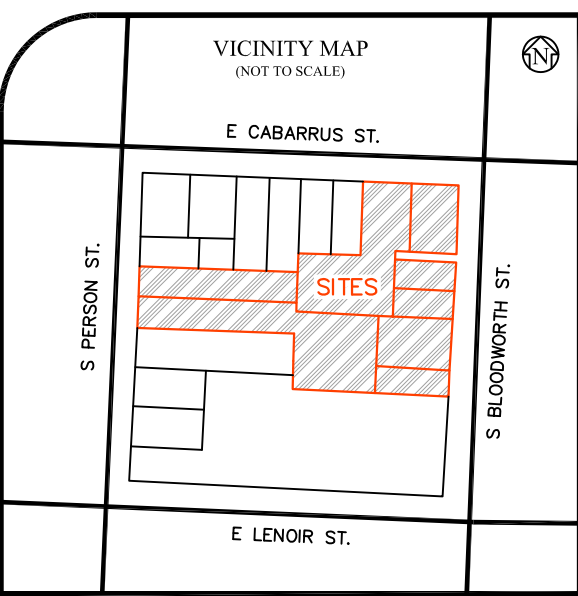 VICINITY MAP
(NOT TO SCALE)
N
E CABARRUS ST.
S PERSON ST.
SITES
S BLOODWORTH ST.
E LENOIR ST.